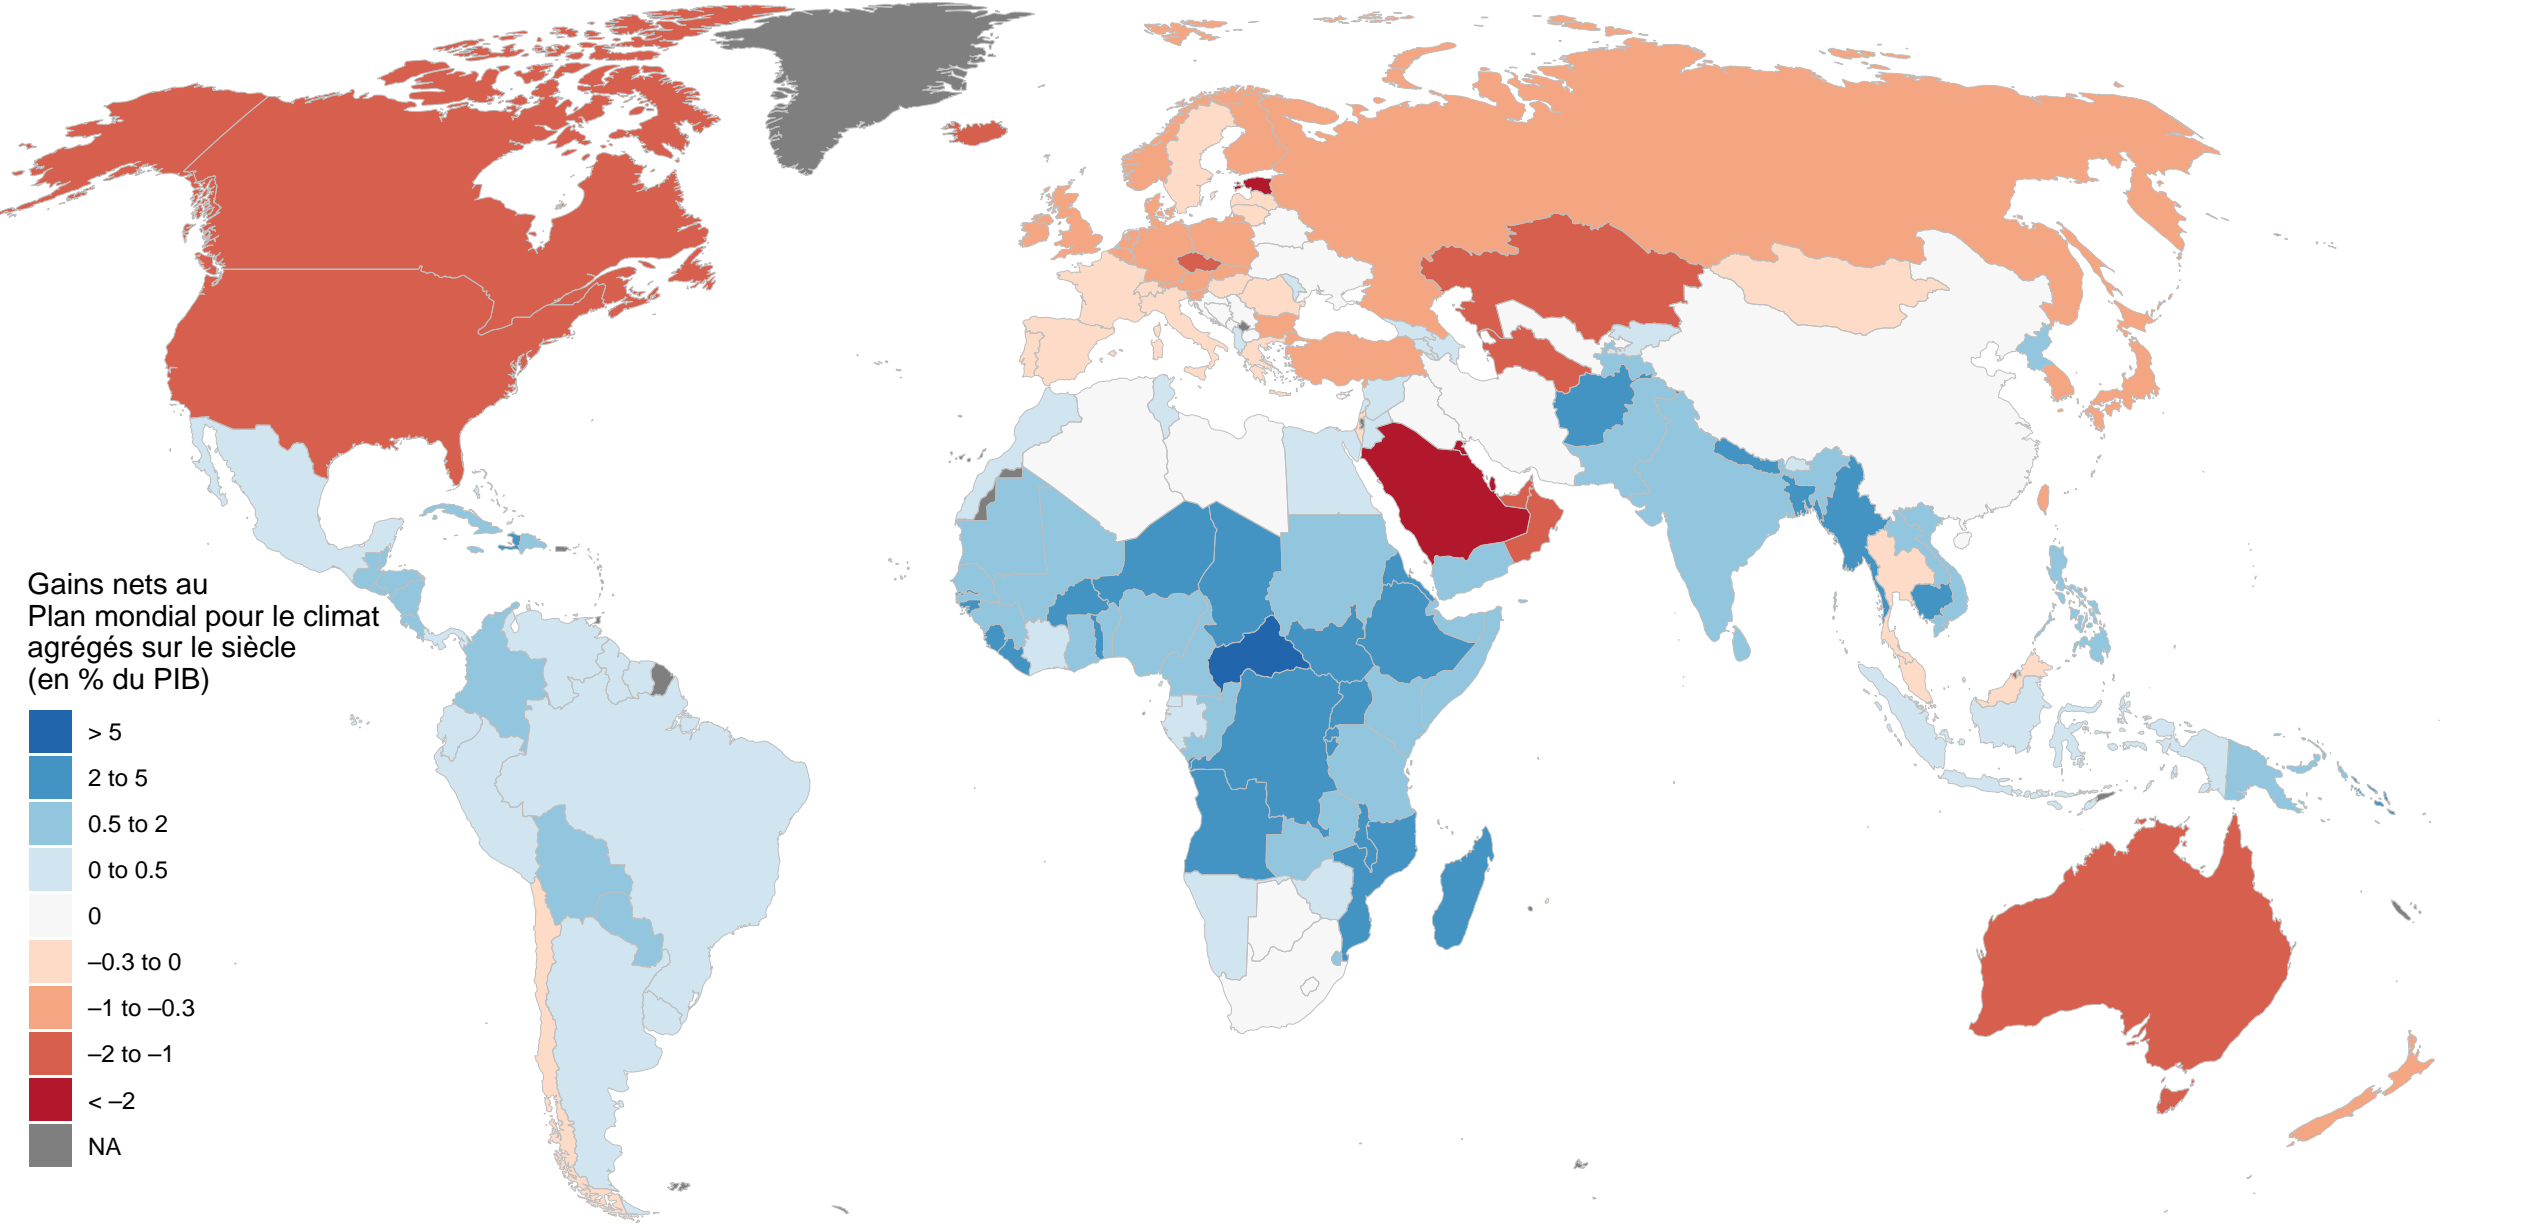 Gains nets au
Plan mondial pour le climat
agrégés sur le siècle
(en % du PIB)
> 5
2 to 5
0.5 to 2
0 to 0.5
0
–0.3 to 0
–1 to –0.3
–2 to –1
< –2
NA